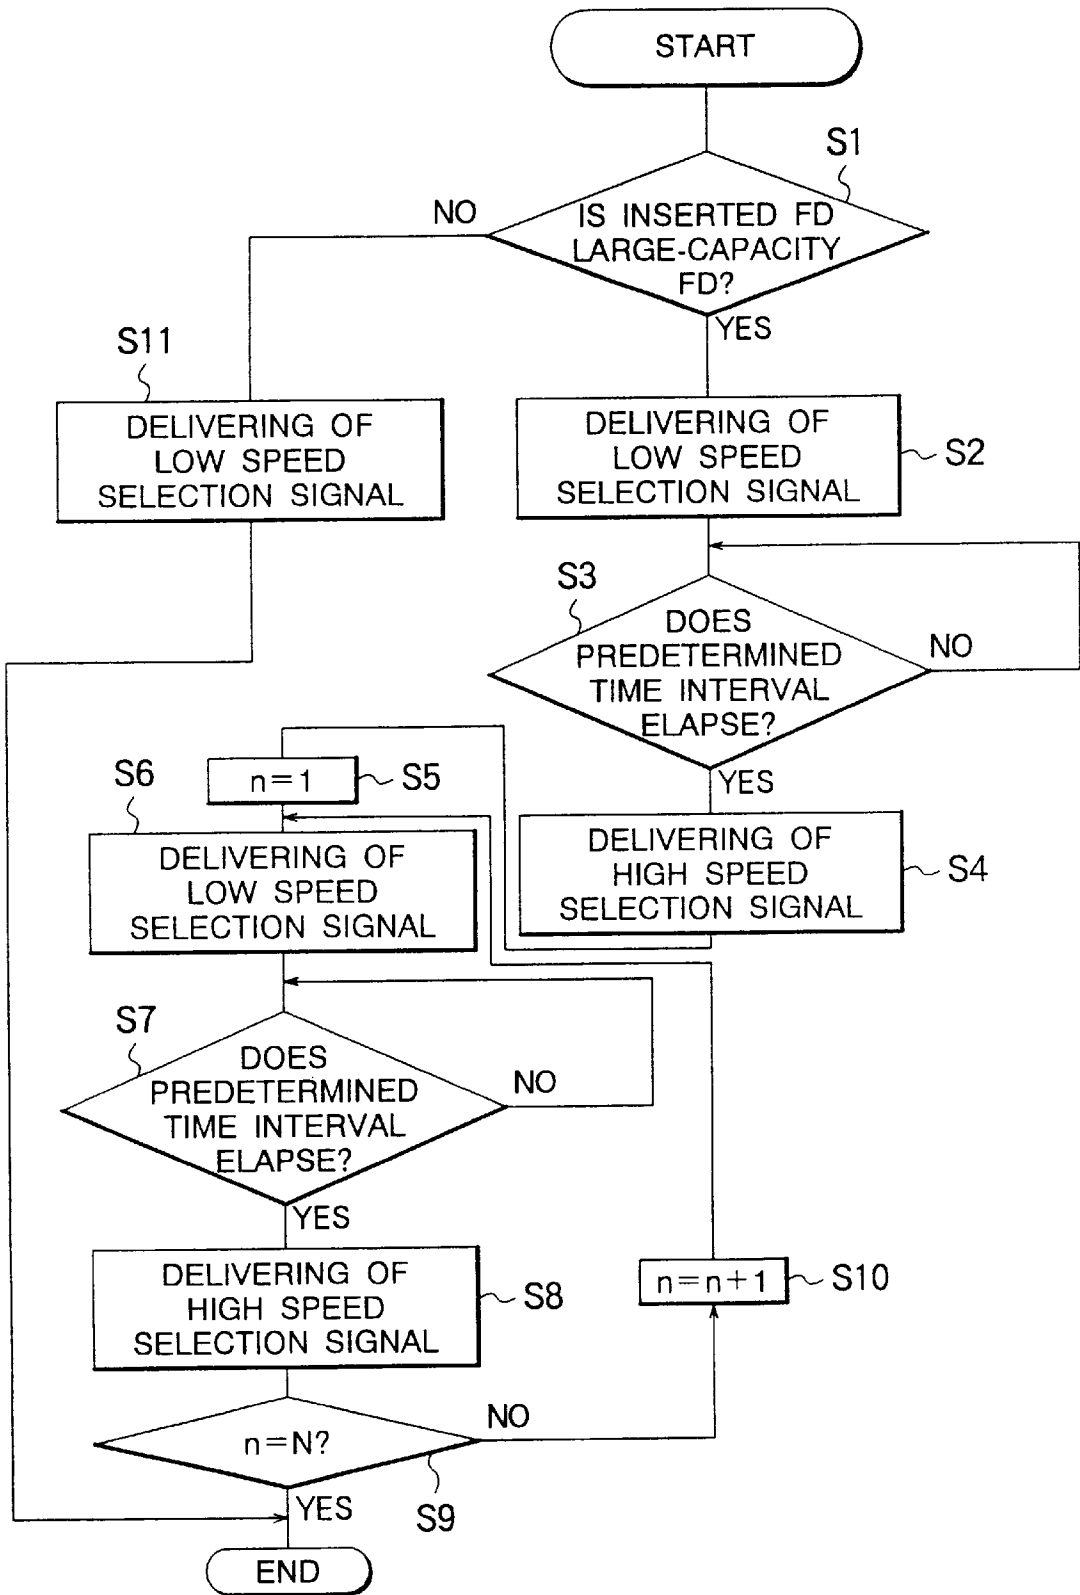 START
S1
NO
IS INSERTED FD
LARGE-CAPACITY
FD?
YES
S11
DELIVERING OF
LOW SPEED
SELECTION SIGNAL
DELIVERING OF
LOW SPEED
SELECTION SIGNAL
S2
S3
DOES
PREDETERMINED
TIME INTERVAL
ELAPSE?
NO
YES
n=1
S5
S6
DELIVERING OF
LOW SPEED
SELECTION SIGNAL
DELIVERING OF
HIGH SPEED
SELECTION SIGNAL
S4
S7
DOES
PREDETERMINED
TIME INTERVAL
ELAPSE?
NO
YES
DELIVERING OF
HIGH SPEED
SELECTION SIGNAL
S8
n=n+1
S10
n=N?
NO
S9
YES
END